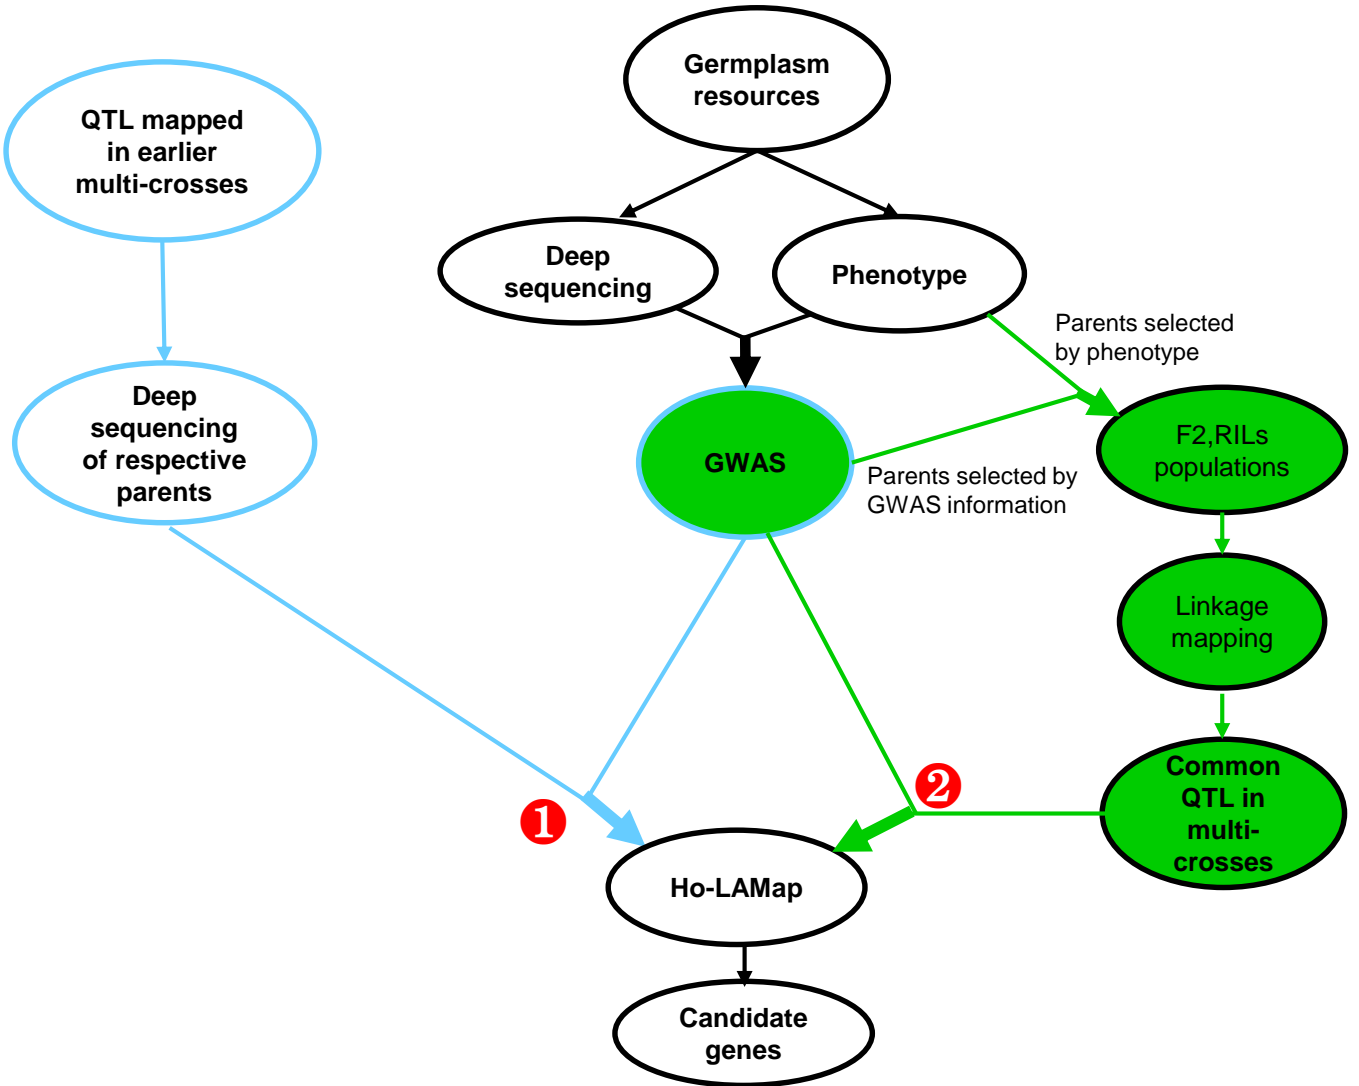 Germplasm
resources
QTL mapped
in earlier
multi-crosses
Deep
sequencing
Phenotype
Parents selected
by phenotype
Deep
sequencing
of respective
parents
GWAS
Parents selected by
GWAS information
F2,RILs
populations
Linkage
mapping
Common
QTL in
multi-
crosses
1
2
Ho-LAMap
Candidate
genes